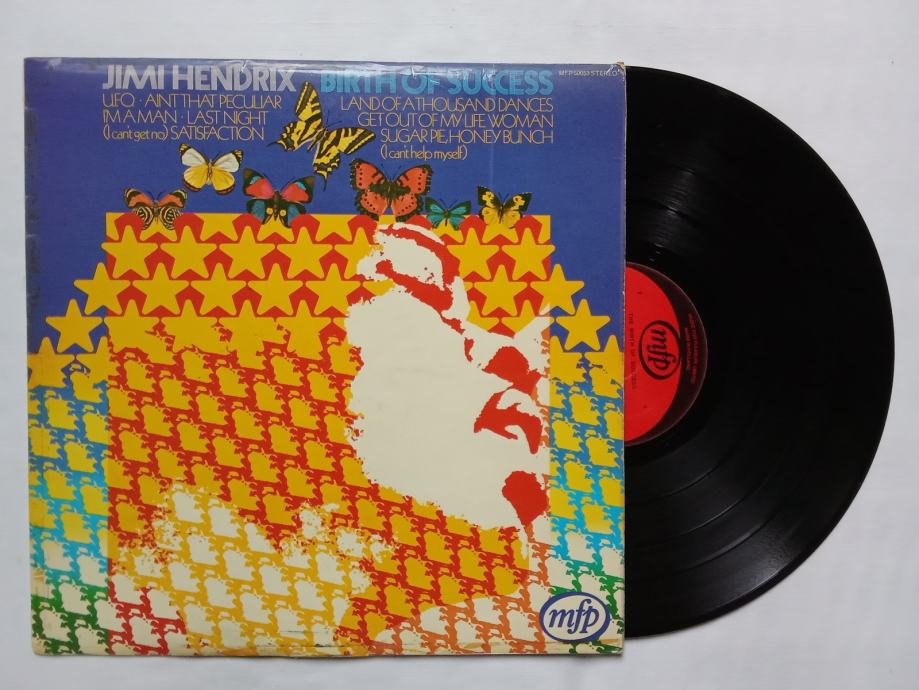 JIMI HENDRIX BIRTH OF SUCCESS
MFP 50053 STEREO
UFO · AIN'T THAT PECULIAR
I'M A MAN · LAST NIGHT
(I can't get no) SATISFACTION
LAND OF A THOUSAND DANCES
GET OUT OF MY LIFE, WOMAN
SUGAR PIE, HONEY BUNCH
(I can't help myself)
mfp
mfp